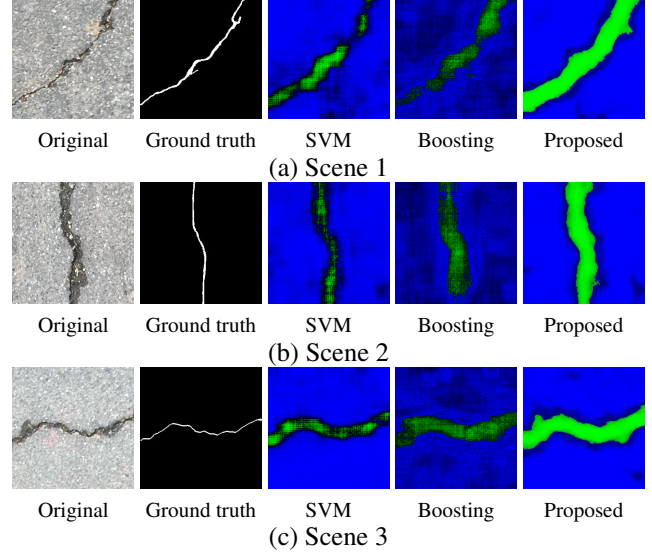 Original Ground truth SVM Boosting Proposed
(a) Scene 1
Original Ground truth SVM Boosting Proposed
(b) Scene 2
Original Ground truth SVM Boosting Proposed
(c) Scene 3